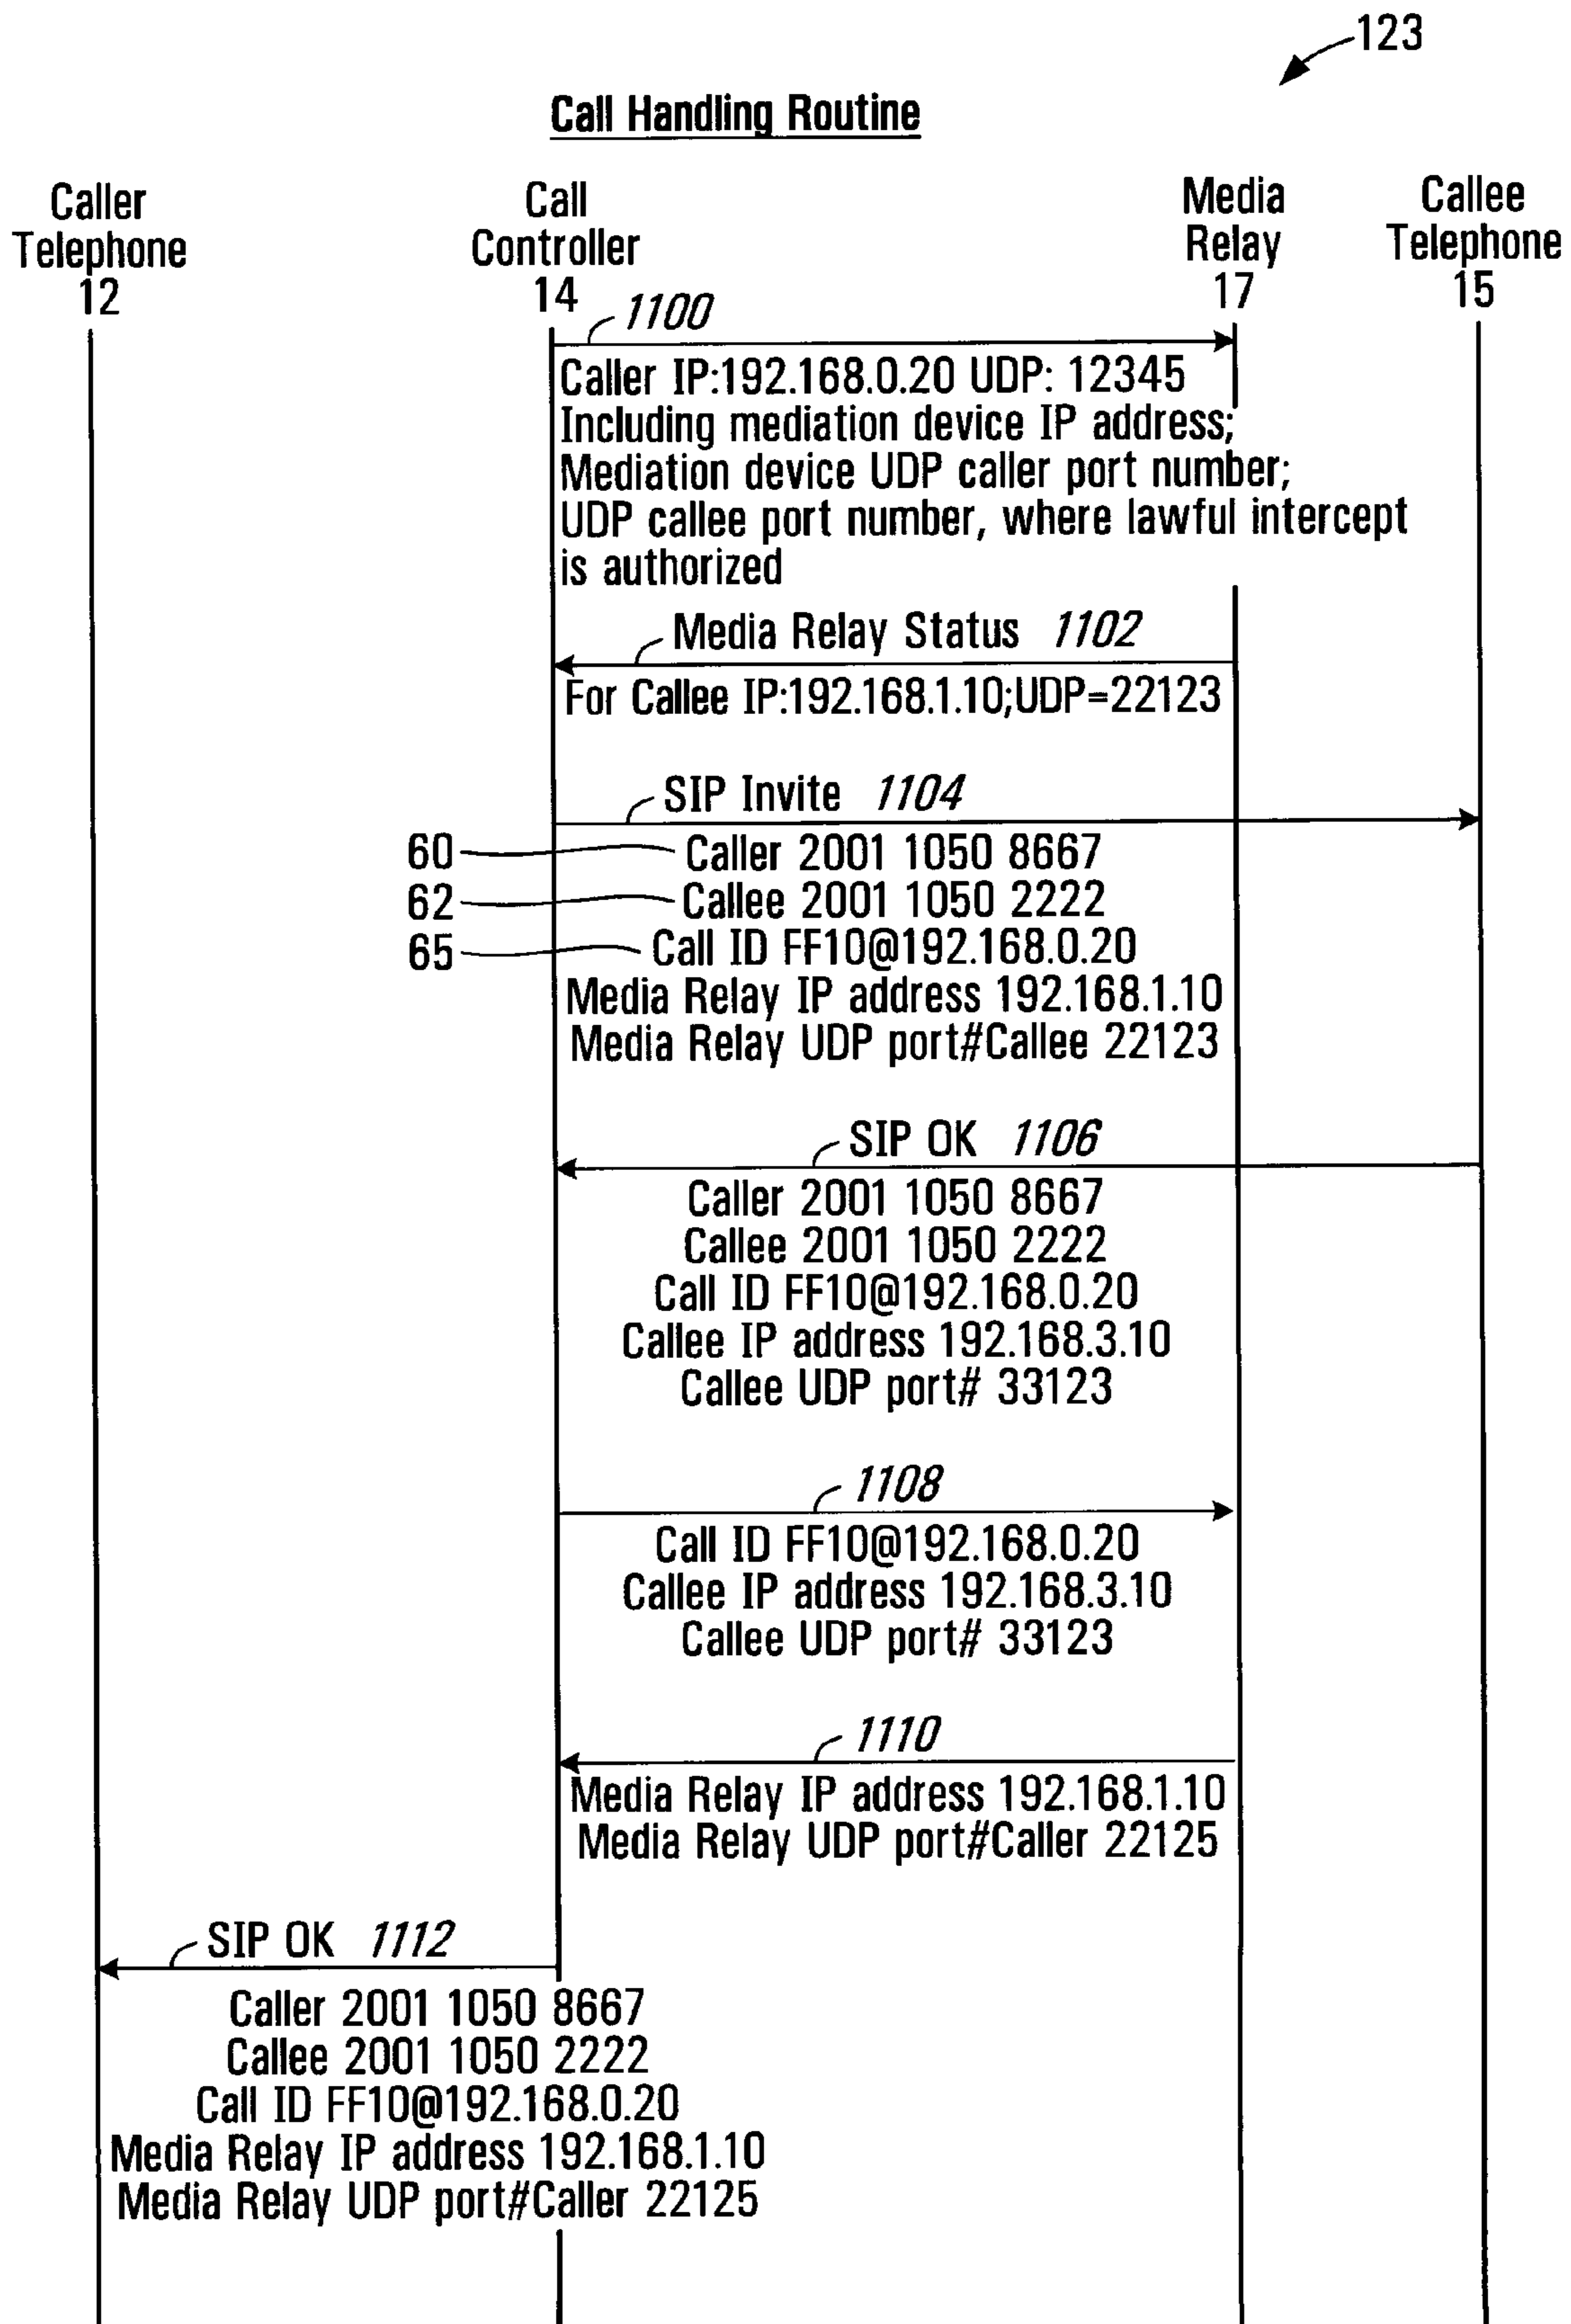 123
Call Handling Routine
Caller
Telephone
12
Call
Controller
14
Media
Relay
17
Callee
Telephone
15
1100
Caller IP:192.168.0.20 UDP: 12345
Including mediation device IP address;
Mediation device UDP caller port number;
UDP callee port number, where lawful intercept
is authorized
Media Relay Status 1102
For Callee IP:192.168.1.10;UDP=22123
SIP Invite 1104
60 Caller 2001 1050 8667
62 Callee 2001 1050 2222
65 Call ID FF10@192.168.0.20
Media Relay IP address 192.168.1.10
Media Relay UDP port#Callee 22123
SIP OK 1106
Caller 2001 1050 8667
Callee 2001 1050 2222
Call ID FF10@192.168.0.20
Callee IP address 192.168.3.10
Callee UDP port# 33123
1108
Call ID FF10@192.168.0.20
Callee IP address 192.168.3.10
Callee UDP port# 33123
1110
Media Relay IP address 192.168.1.10
Media Relay UDP port#Caller 22125
SIP OK 1112
Caller 2001 1050 8667
Callee 2001 1050 2222
Call ID FF10@192.168.0.20
Media Relay IP address 192.168.1.10
Media Relay UDP port#Caller 22125